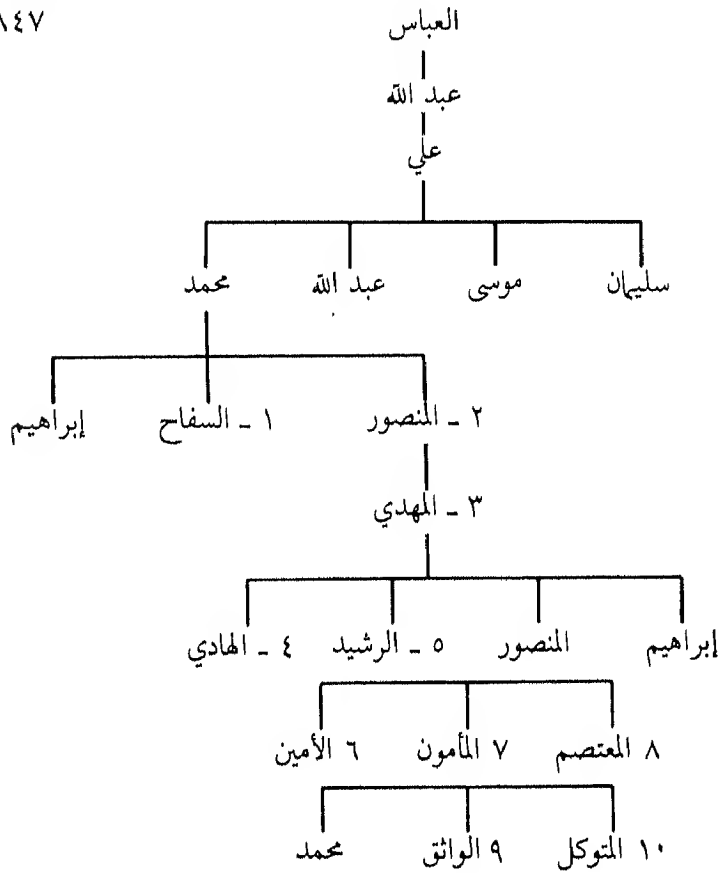 ٨٤٧
العباس
عبد الله
علي
سليمان موسى عبد الله محمد
٢ ـ المنصور ١ ـ السفاح إبراهيم
٣ ـ المهدي
إبراهيم المنصور ٥ ـ الرشيد ٤ ـ الهادي
٨ المعتصم ٧ المأمون ٦ الأمين
١٠ المتوكل ٩ الواثق محمد